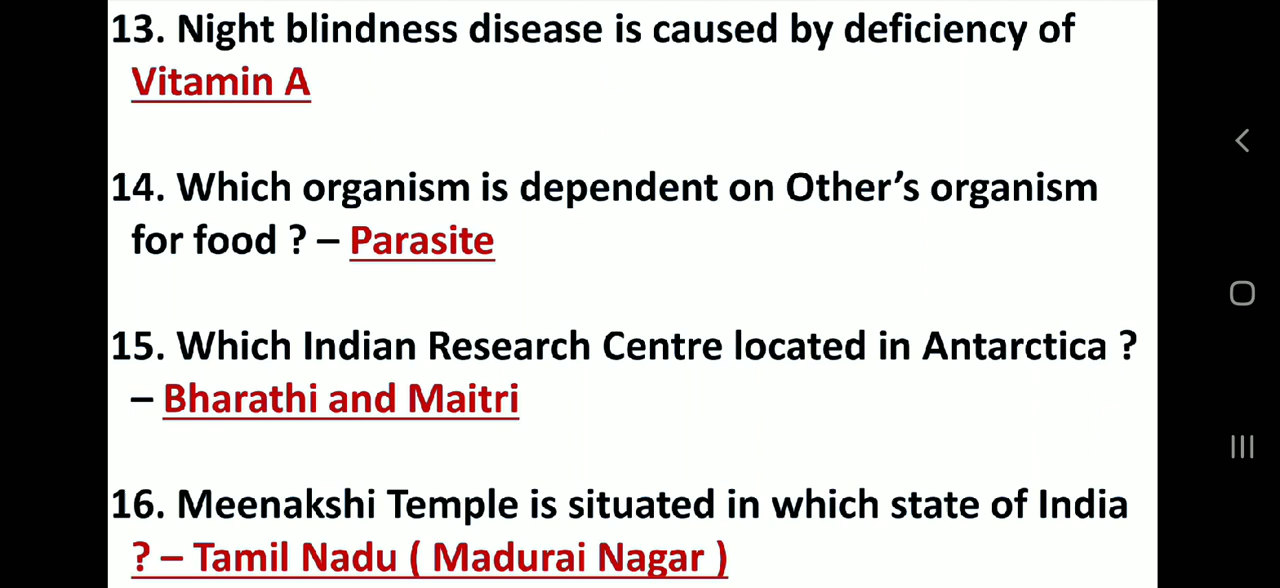 13. Night blindness disease is caused by deficiency of
Vitamin A
14. Which organism is dependent on Other's organism
for food ? – Parasite
15. Which Indian Research Centre located in Antarctica ?
– Bharathi and Maitri
16. Meenakshi Temple is situated in which state of India
? – Tamil Nadu ( Madurai Nagar )